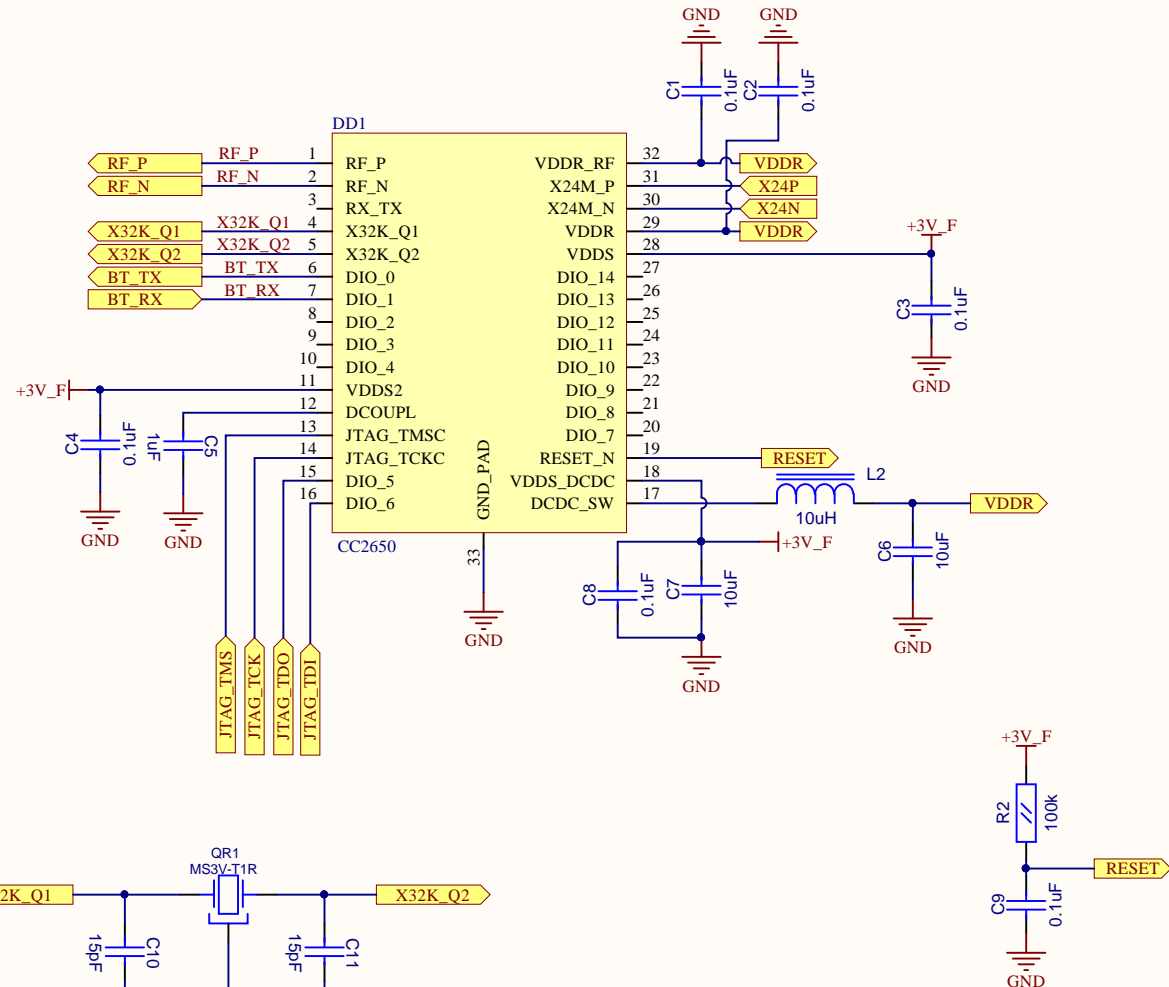 GND GND
C1 0.1uF C2 0.1uF
DD1
RF_P RF_P 1 RF_P VDDR_RF 32 VDDR
RF_N RF_N 2 RF_N X24M_P 31 X24P
3 RX_TX X24M_N 30 X24N
X32K_Q1 X32K_Q1 4 X32K_Q1 VDDR 29 VDDR
+3V_F
X32K_Q2 X32K_Q2 5 X32K_Q2 VDDS 28
BT_TX BT_TX 6 DIO_0 DIO_14 27
BT_RX BT_RX 7 DIO_1 DIO_13 26
C3 0.1uF
8 DIO_2 DIO_12 25
9 DIO_3 DIO_11 24
10 DIO_4 DIO_10 23
GND
+3V_F 11 VDDS2 DIO_9 22
12 DCOUPL DIO_8 21
13 JTAG_TMSC DIO_7 20
C4 0.1uF 1uF C5
14 JTAG_TCKC RESET_N 19 RESET
15 DIO_5 VDDS_DCDC 18 L2
16 DIO_6 GND_PAD DCDC_SW 17 VDDR
10uH
GND GND
CC2650 33 +3V_F
C6 10uF
C8 0.1uF C7 10uF
GND
GND
GND
JTAG_TMS JTAG_TCK JTAG_TDO JTAG_TDI
+3V_F
R2 100k
QR1
MS3V-T1R
RESET
2K_Q1 X32K_Q2
C9 0.1uF
15pF C10 15pF C11
GND